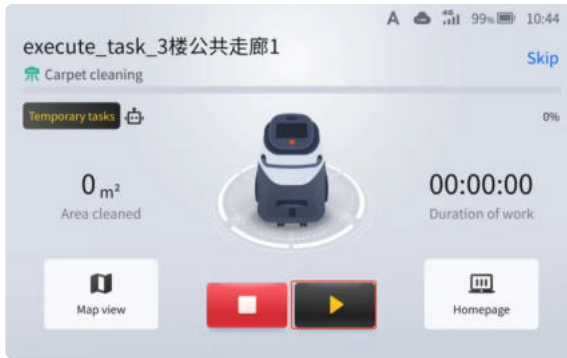 A 4G 99% 10:44
execute_task_3楼公共走廊1
Skip
Carpet cleaning
Temporary tasks
0%
0 m²
Area cleaned
00:00:00
Duration of work
Map view
Homepage